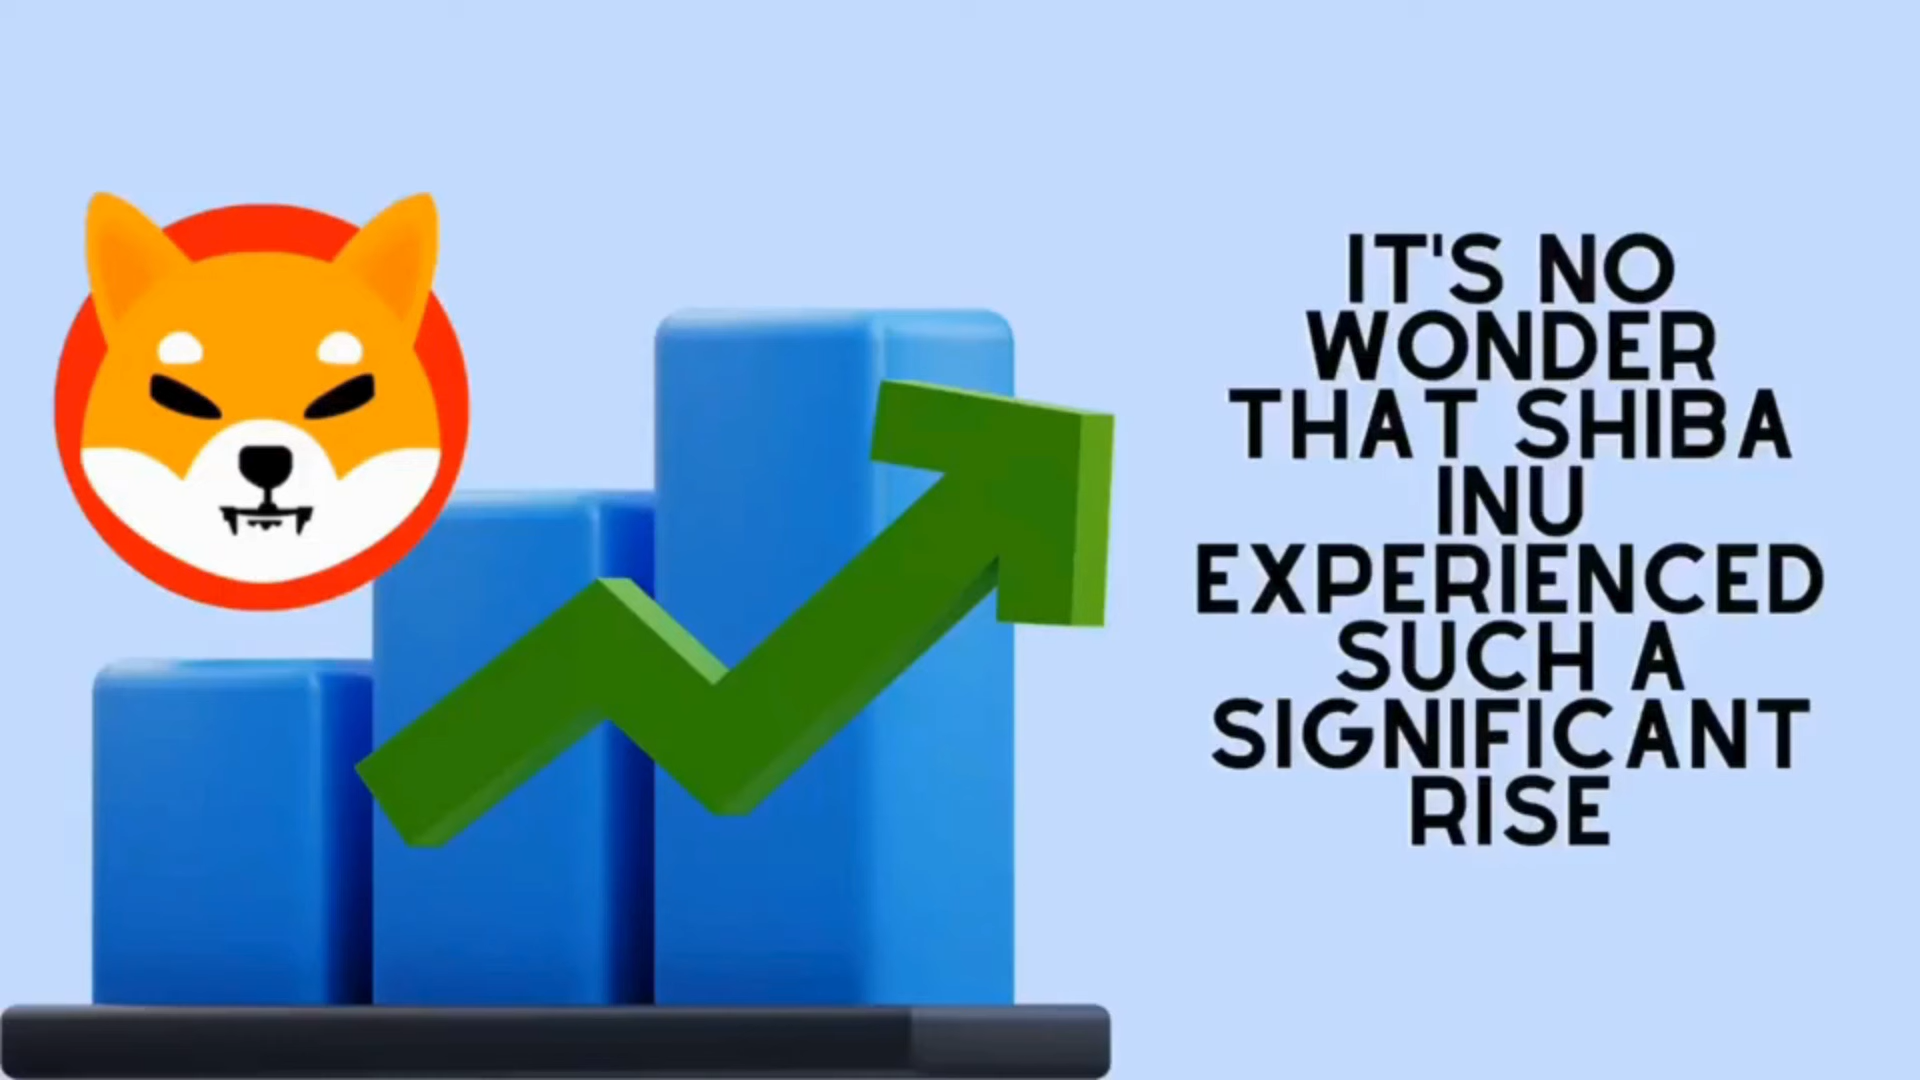 IT'S NO
WONDER
THAT SHIBA
INU
EXPERIENCED
SUCH A
SIGNIFICANT
RISE